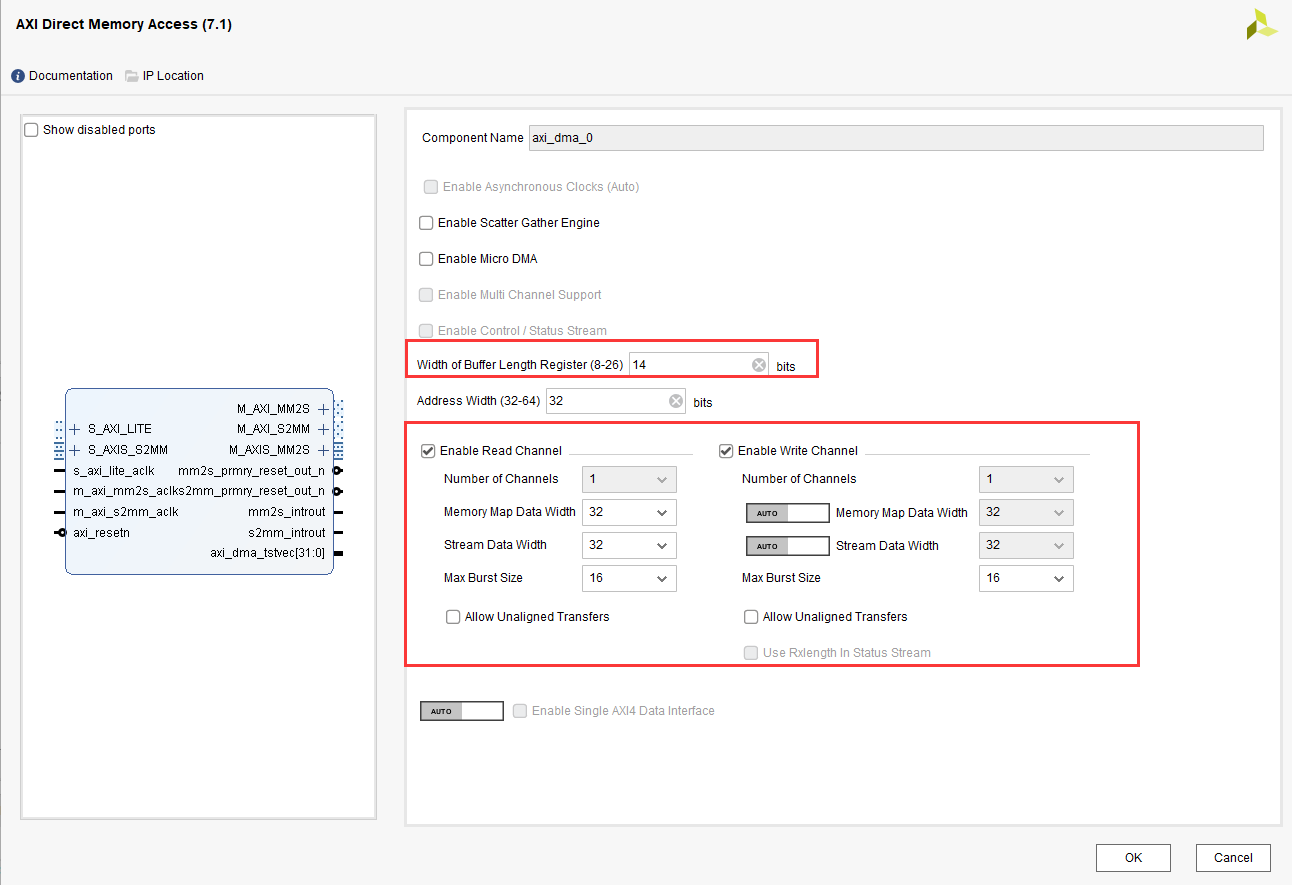 AXI Direct Memory Access (7.1)
Documentation IP Location
Show disabled ports
M_AXI_MM2S
S_AXI_LITE M_AXI_S2MM
S_AXIS_S2MM M_AXIS_MM2S
s_axi_lite_aclk mm2s_prmry_reset_out_n
m_axi_mm2s_aclks2mm_prmry_reset_out_n
m_axi_s2mm_aclk mm2s_introut
axi_resetn s2mm_introut
axi_dma_tstvec[31:0]
Component Name axi_dma_0
Enable Asynchronous Clocks (Auto)
Enable Scatter Gather Engine
Enable Micro DMA
Enable Multi Channel Support
Enable Control / Status Stream
Width of Buffer Length Register (8-26) 14 bits
Address Width (32-64) 32 bits
Enable Read Channel
Number of Channels 1
Memory Map Data Width 32
Stream Data Width 32
Max Burst Size 16
Allow Unaligned Transfers
Enable Write Channel
Number of Channels 1
AUTO Memory Map Data Width 32
AUTO Stream Data Width 32
Max Burst Size 16
Allow Unaligned Transfers
Use Rxlength In Status Stream
AUTO Enable Single AXI4 Data Interface
OK Cancel